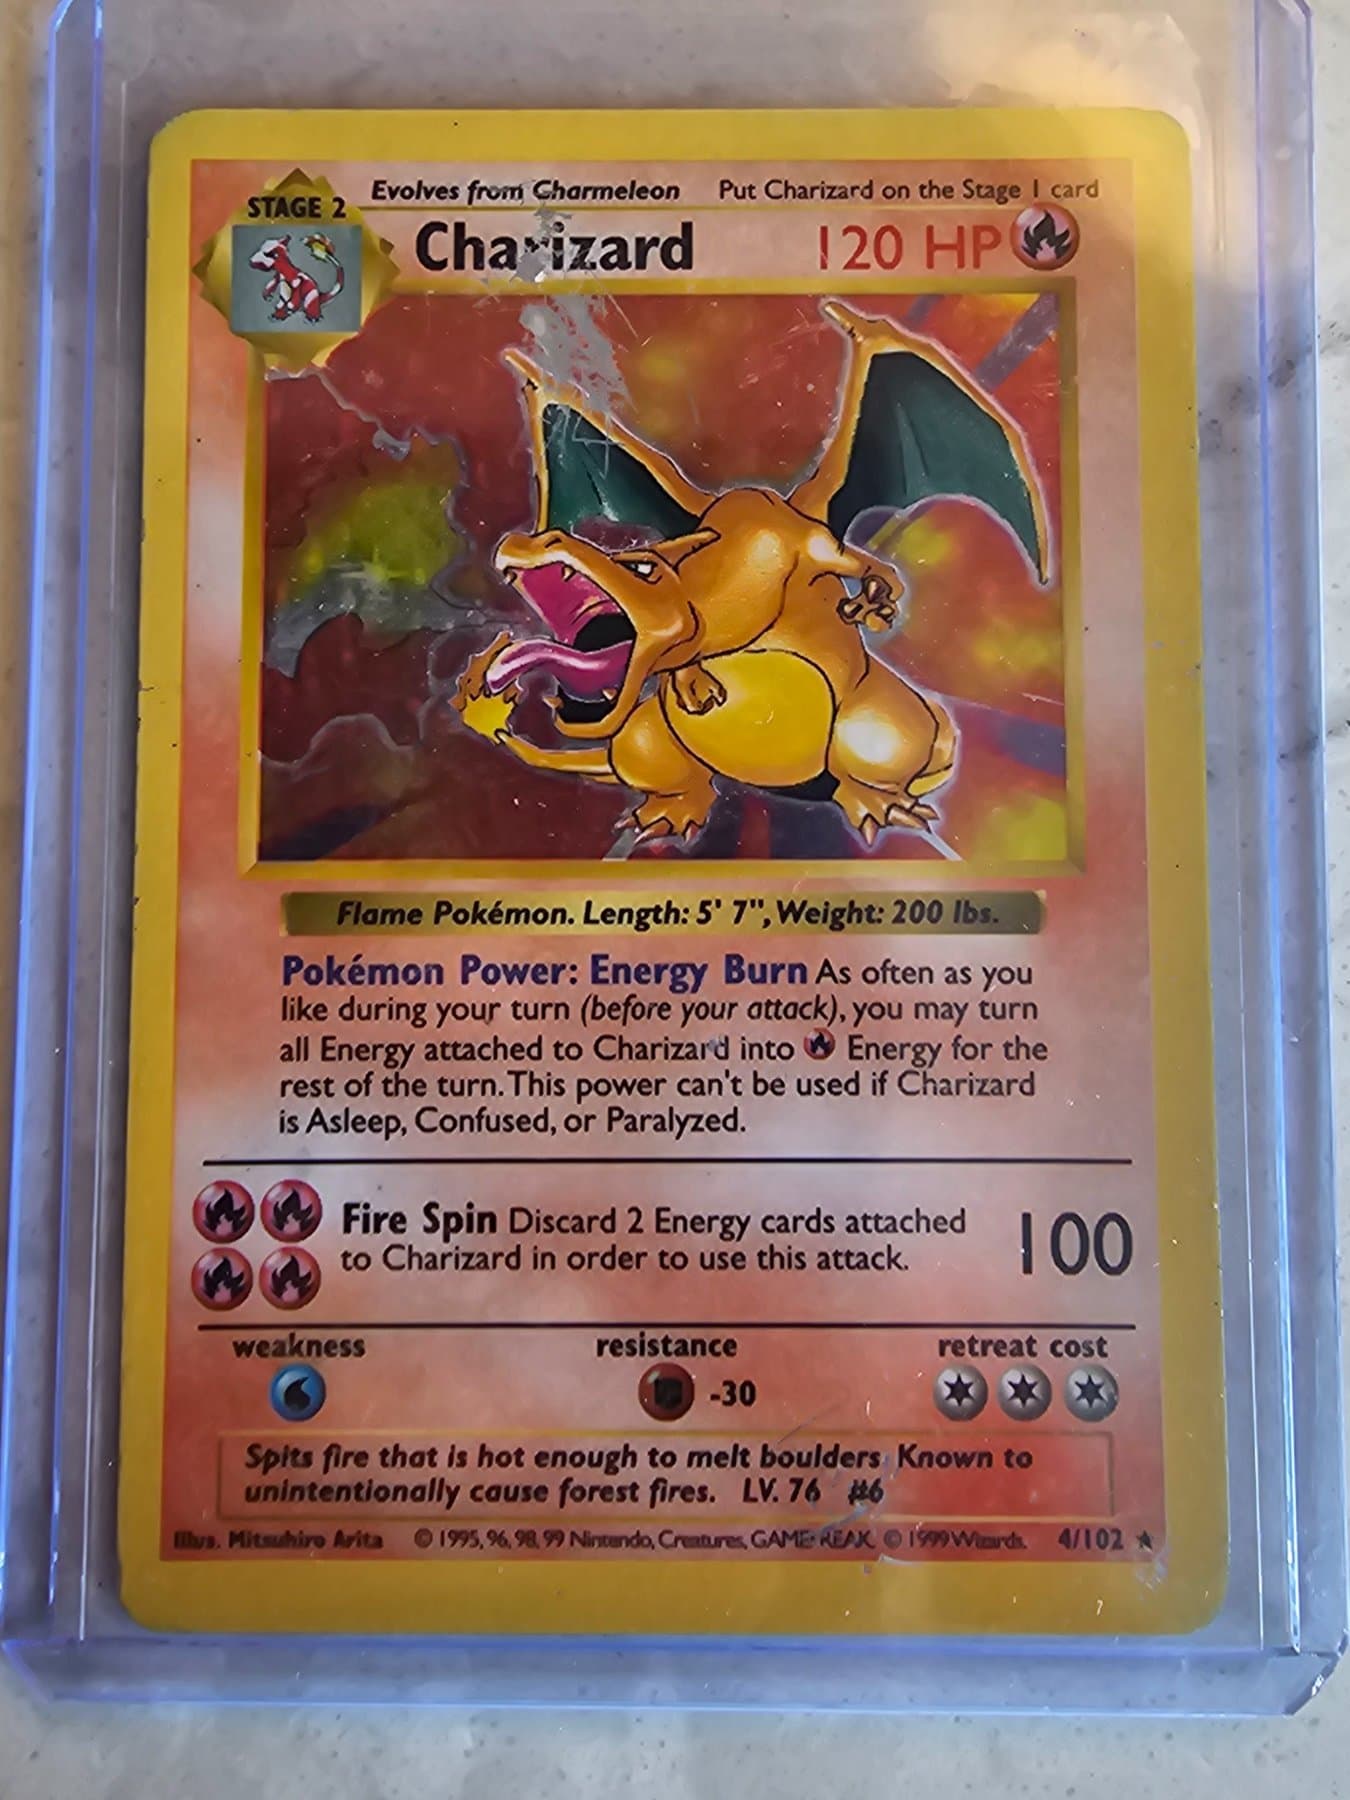 Evolves from Charmeleon Put Charizard on the Stage 1 card
STAGE 2
Charizard 120 HP
Flame Pokémon. Length: 5' 7", Weight: 200 lbs.
Pokémon Power: Energy Burn As often as you
like during your turn (before your attack), you may turn
all Energy attached to Charizard into Energy for the
rest of the turn. This power can't be used if Charizard
is Asleep, Confused, or Paralyzed.
Fire Spin Discard 2 Energy cards attached
to Charizard in order to use this attack.
100
weakness resistance retreat cost
-30
Spits fire that is hot enough to melt boulders. Known to
unintentionally cause forest fires. LV. 76 #6
Illus. Mitsuhiro Arita © 1995, 96, 98, 99 Nintendo, Creatures, GAMEFREAK. © 1999 Wizards. 4/102